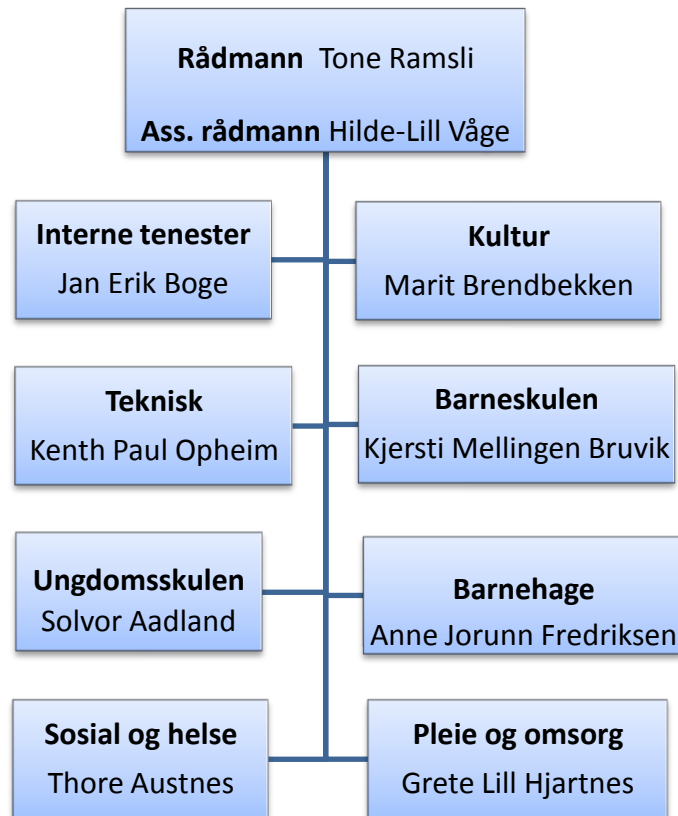 Rådmann Tone Ramsli
Ass. rådmann Hilde-Lill Våge
Interne tenester
Jan Erik Boge
Kultur
Marit Brendbekken
Teknisk
Kenth Paul Opheim
Barneskulen
Kjersti Mellingen Bruvik
Ungdomsskulen
Solvor Aadland
Barnehage
Anne Jorunn Fredriksen
Sosial og helse
Thore Austnes
Pleie og omsorg
Grete Lill Hjartnes